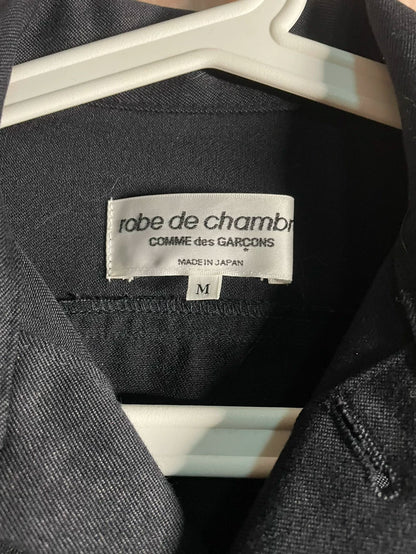 robe de chambr
COMME des GARÇONS
MADE IN JAPAN
M